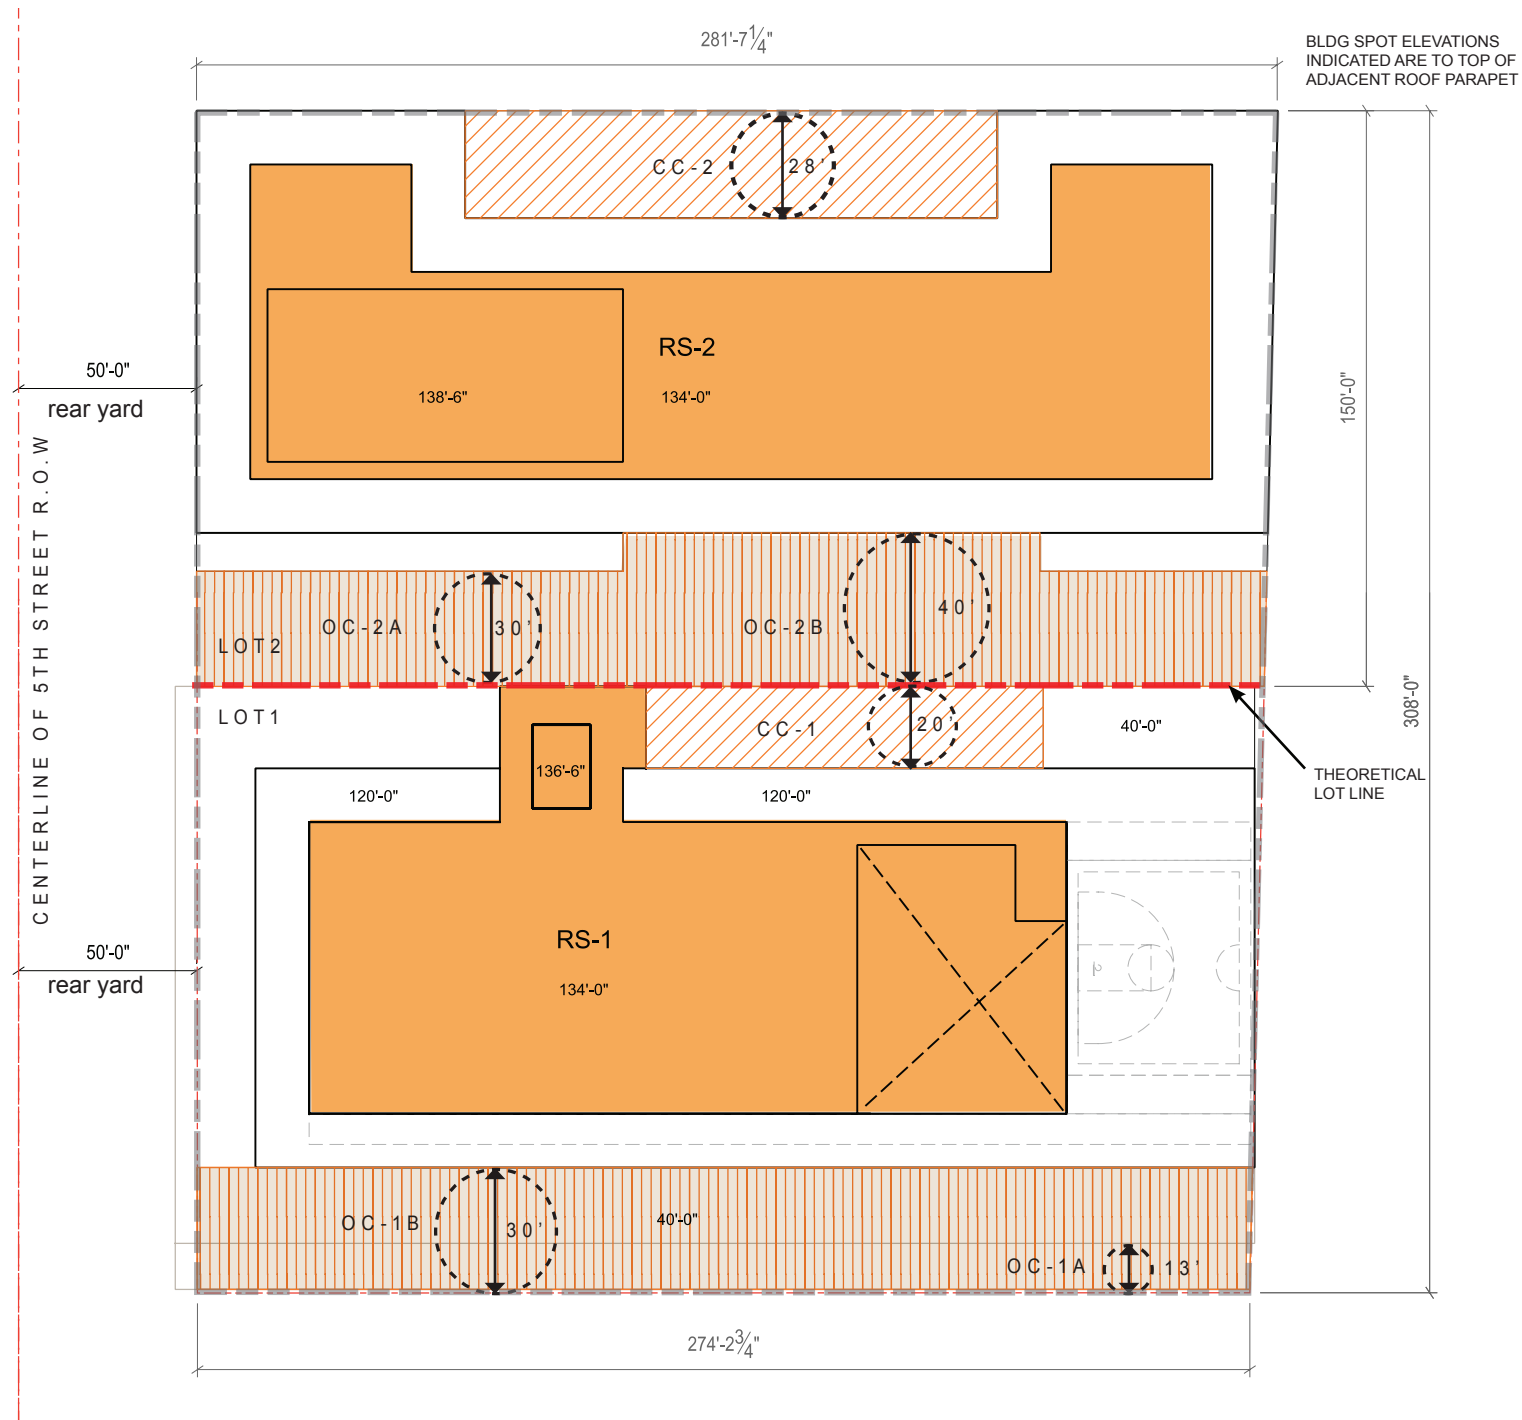 281'-7 1/4"
BLDG SPOT ELEVATIONS
INDICATED ARE TO TOP OF
ADJACENT ROOF PARAPET
CC-2
28'
RS-2
138'-6"
134'-0"
50'-0"
rear yard
150'-0"
308'-0"
CENTERLINE OF 5TH STREET R.O.W
OC-2A
30'
OC-2B
40'
LOT2
LOT1
CC-1
20'
40'-0"
136'-6"
120'-0"
120'-0"
THEORETICAL
LOT LINE
RS-1
134'-0"
50'-0"
rear yard
2
OC-1B
30'
40'-0"
OC-1A
13'
274'-2 3/4"